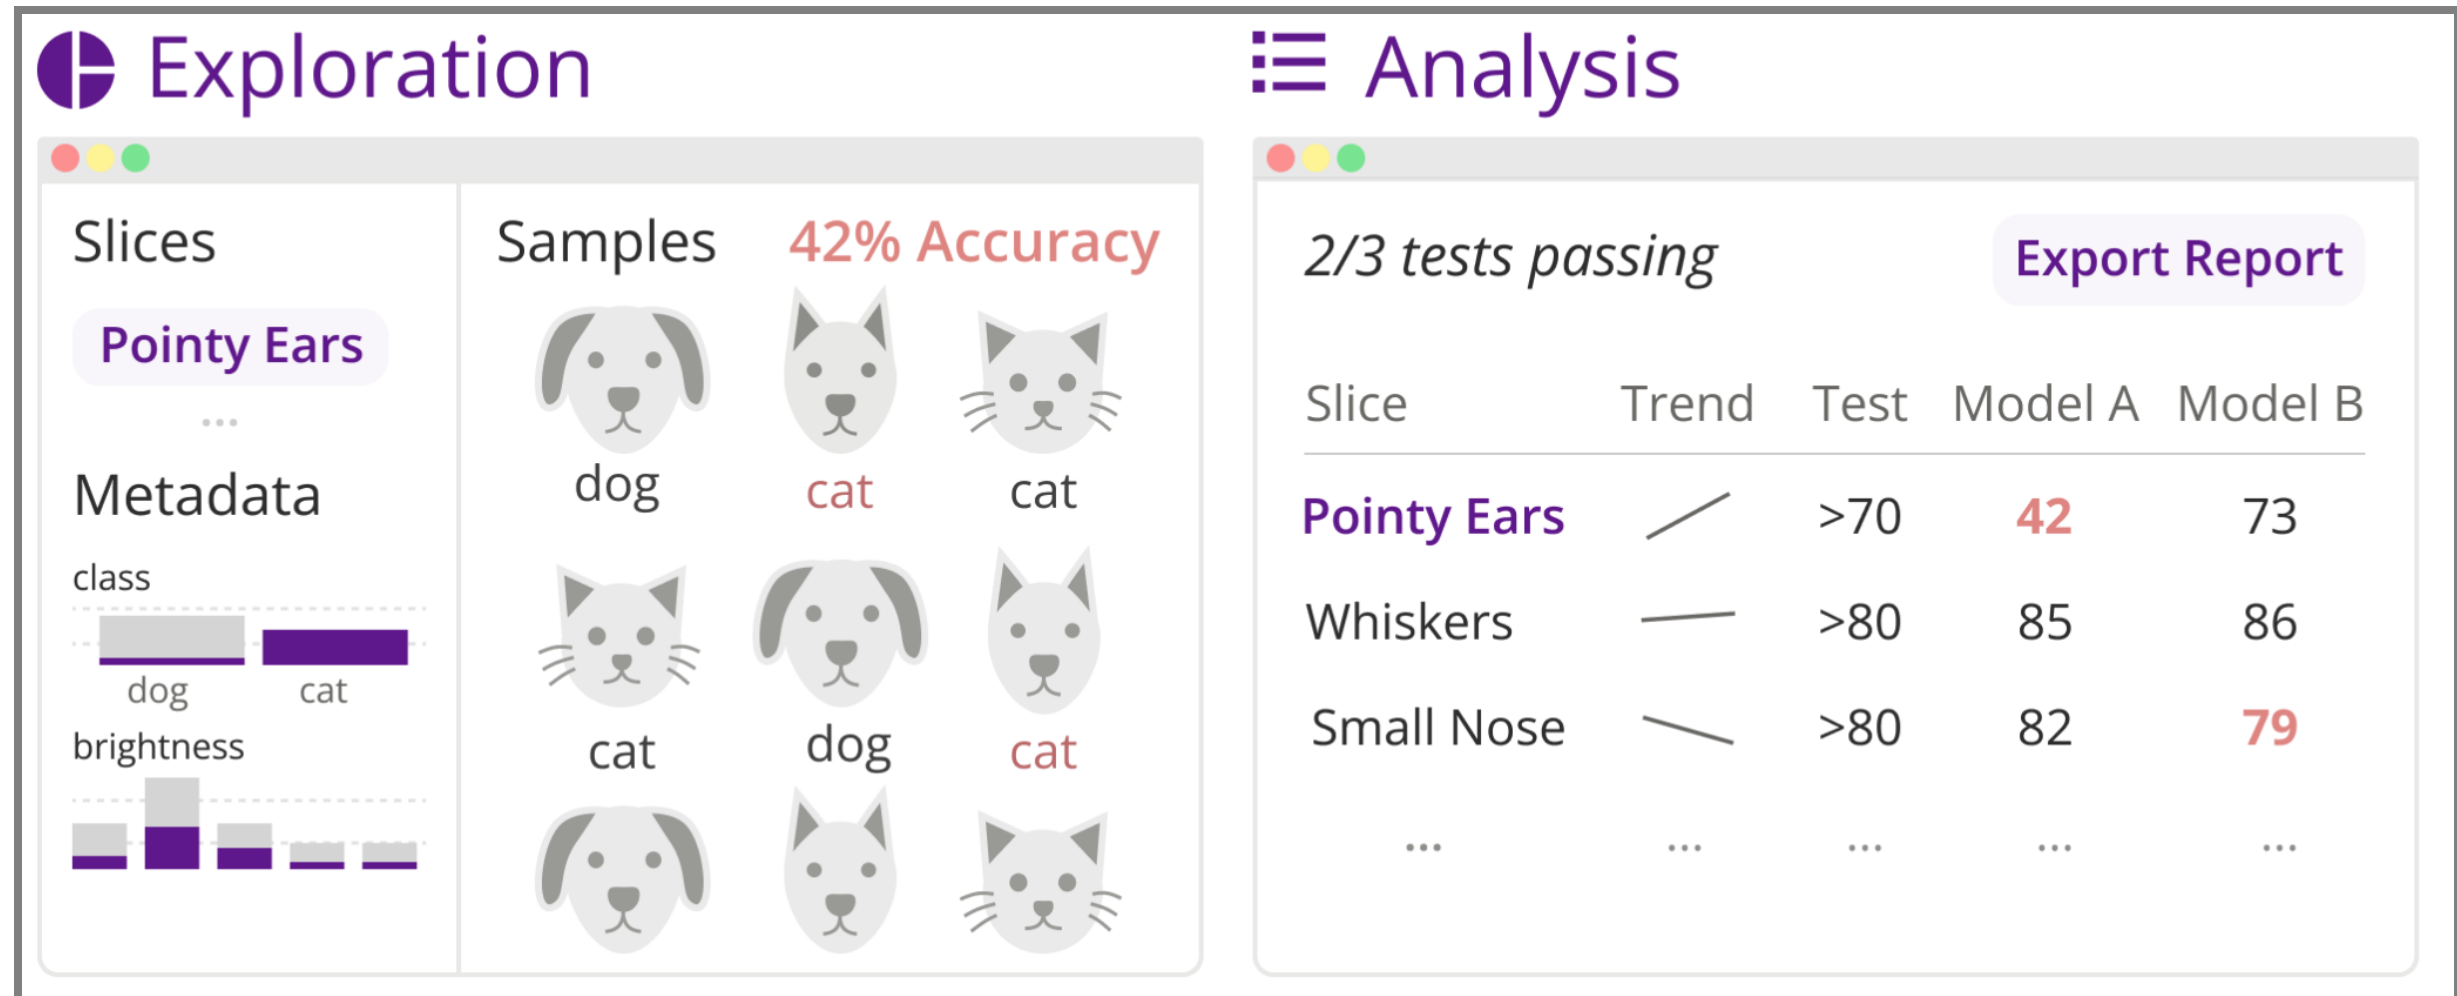 Exploration
Slices
Pointy Ears
...
Metadata
class
dog cat
brightness
Samples 42% Accuracy
dog cat cat
cat dog cat
Analysis
2/3 tests passing Export Report
Slice Trend Test Model A Model B
Pointy Ears >70 42 73
Whiskers >80 85 86
Small Nose >80 82 79
... ... ... ... ...